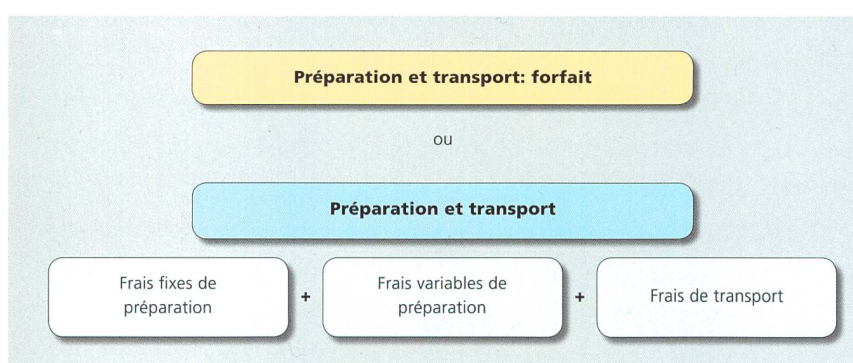 Préparation et transport: forfait
ou
Préparation et transport
Frais fixes de
préparation
+
Frais variables de
préparation
+
Frais de transport